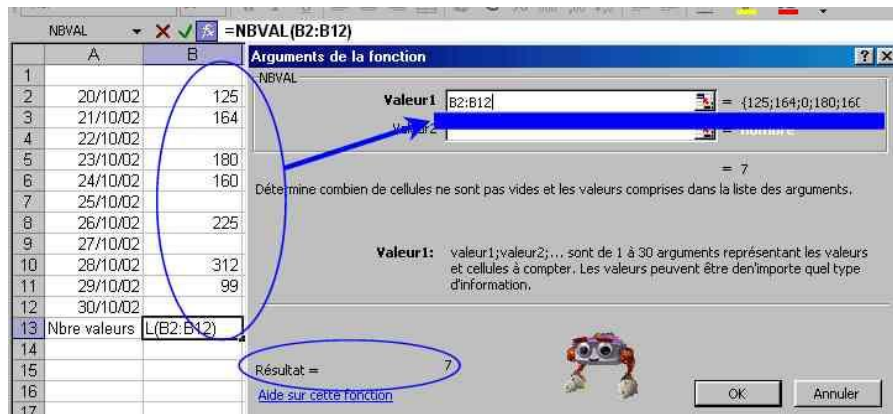 NBVAL =NBVAL(B2:B12)
A B
1
2 20/10/02 125
3 21/10/02 164
4 22/10/02
5 23/10/02 180
6 24/10/02 160
7 25/10/02
8 26/10/02 225
9 27/10/02
10 28/10/02 312
11 29/10/02 99
12 30/10/02
13 Nbre valeurs L(B2:B12)
14
15
16
17
Arguments de la fonction
NBVAL
Valeur1 B2:B12 = {125;164;0;180;160
Valeur2 = nombre
= 7
Détermine combien de cellules ne sont pas vides et les valeurs comprises dans la liste des arguments.
Valeur1: valeur1;valeur2;... sont de 1 à 30 arguments représentant les valeurs
et cellules à compter. Les valeurs peuvent être den'importe quel type
d'information.
Résultat = 7
Aide sur cette fonction
OK Annuler